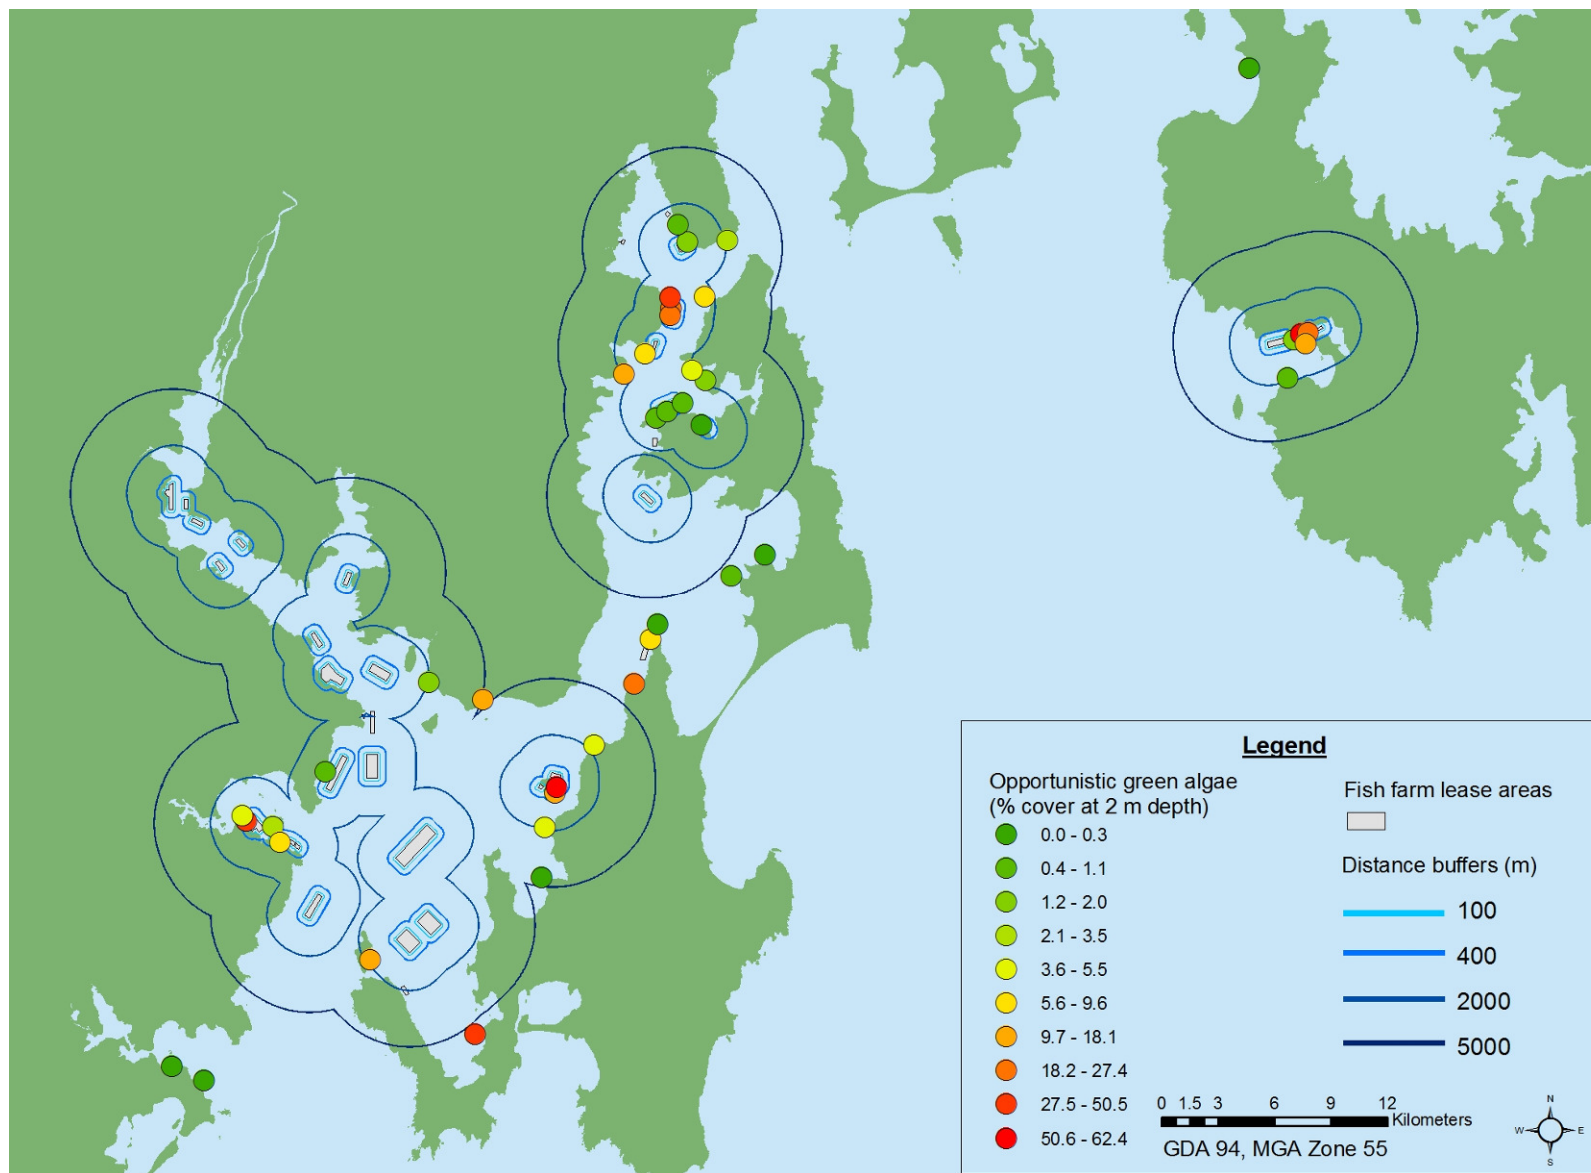 Legend
Opportunistic green algae
(% cover at 2 m depth)
0.0 - 0.3
0.4 - 1.1
1.2 - 2.0
2.1 - 3.5
3.6 - 5.5
5.6 - 9.6
9.7 - 18.1
18.2 - 27.4
27.5 - 50.5
50.6 - 62.4
Fish farm lease areas
Distance buffers (m)
100
400
2000
5000
0 1.5 3 6 9 12
Kilometers
GDA 94, MGA Zone 55
N
W E
S